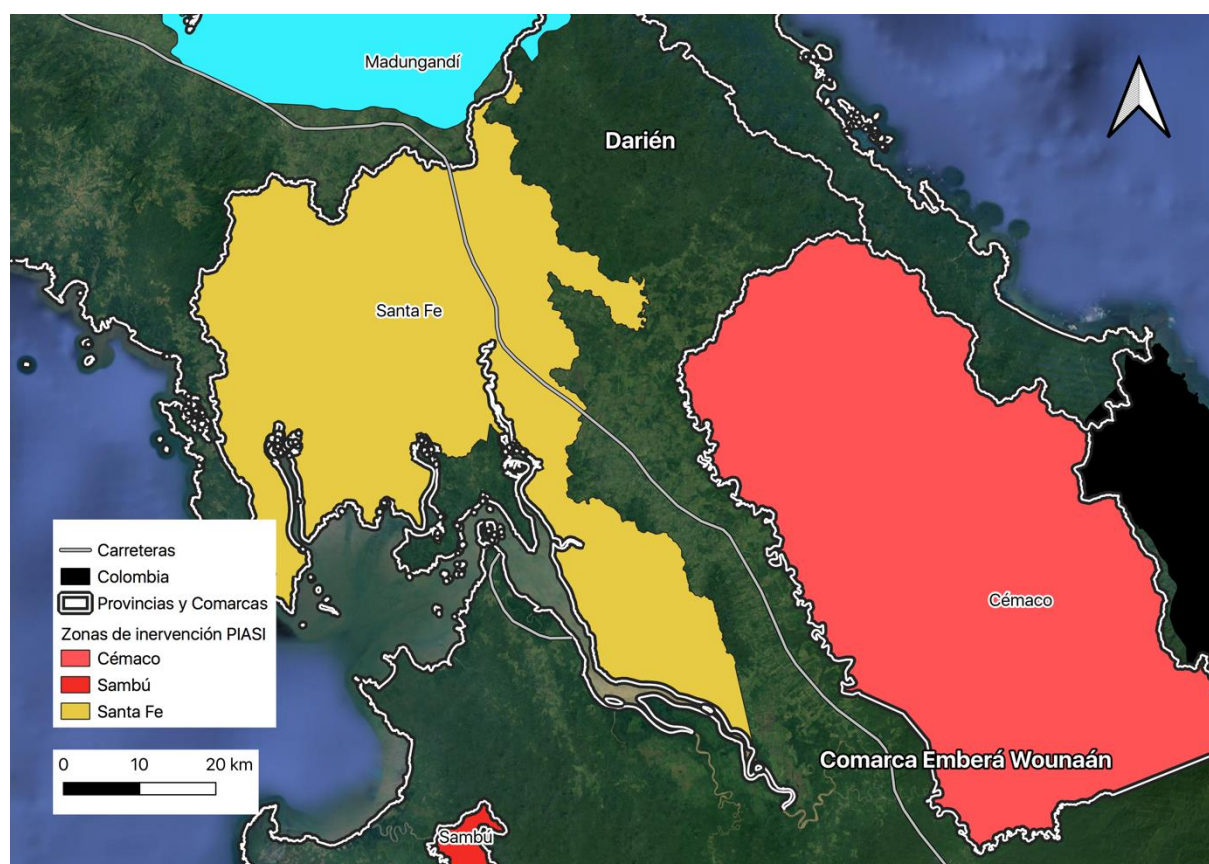 Madungandí
Darién
Santa Fe
Cémaco
Comarca Emberá Wounaán
Sambú
Carreteras
Colombia
Provincias y Comarcas
Zonas de inervención PIASI
Cémaco
Sambú
Santa Fe
0 10 20 km